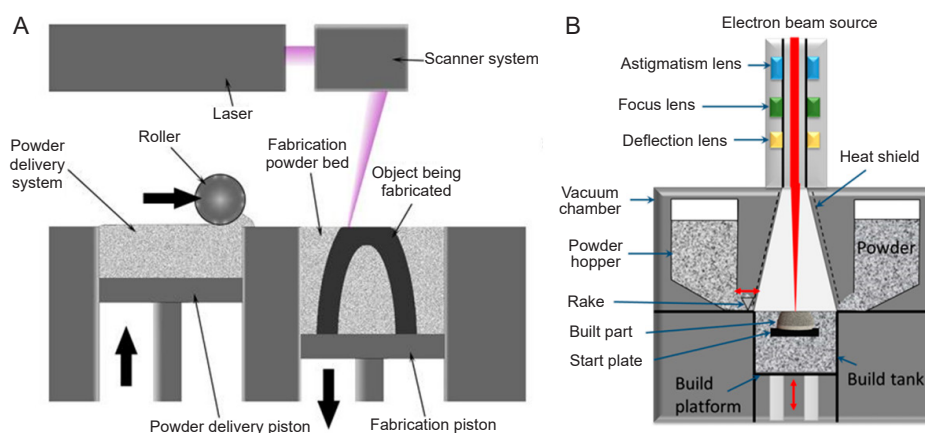 A
Scanner system
Laser
Roller
Powder
delivery
system
Fabrication
powder bed
Object being
fabricated
Powder delivery piston
Fabrication piston
B
Electron beam source
Astigmatism lens
Focus lens
Deflection lens
Heat shield
Vacuum
chamber
Powder
hopper
Powder
Rake
Built part
Start plate
Build
platform
Build tank